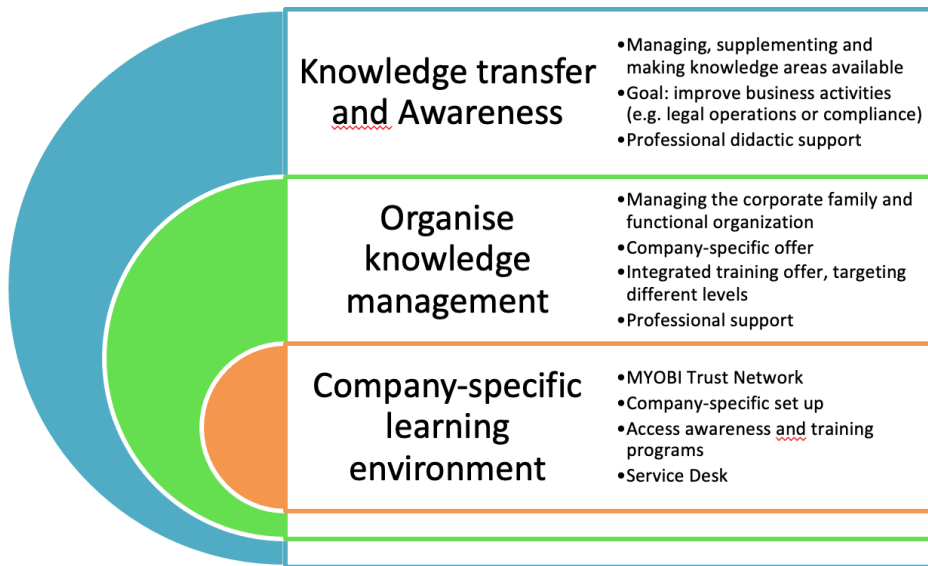 Knowledge transfer
and Awareness
•Managing, supplementing and
making knowledge areas available
•Goal: improve business activities
(e.g. legal operations or compliance)
•Professional didactic support
Organise
knowledge
management
•Managing the corporate family and
functional organization
•Company-specific offer
•Integrated training offer, targeting
different levels
•Professional support
Company-specific
learning
environment
•MYOBI Trust Network
•Company-specific set up
•Access awareness and training
programs
•Service Desk